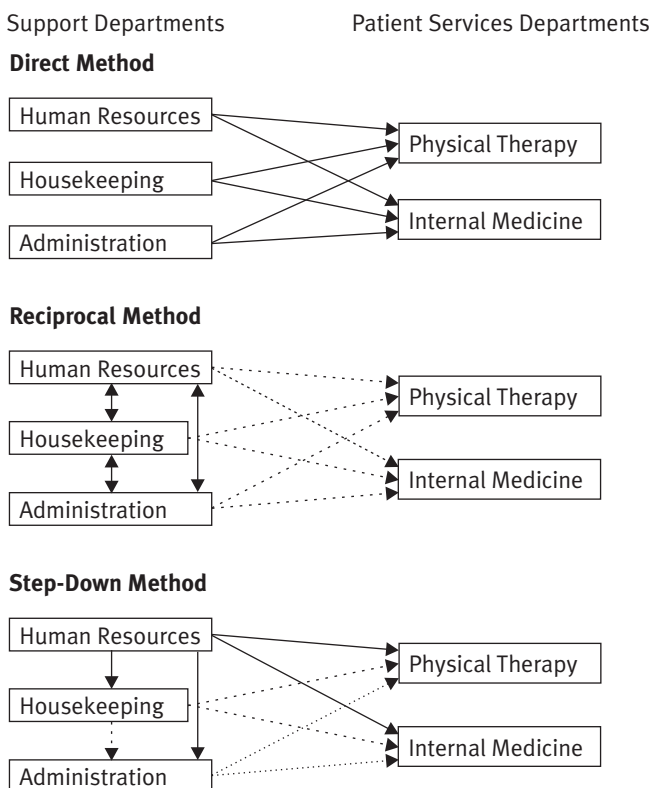 Support Departments Patient Services Departments
Direct Method
Human Resources
Physical Therapy
Housekeeping
Internal Medicine
Administration
Reciprocal Method
Human Resources
Physical Therapy
Housekeeping
Internal Medicine
Administration
Step-Down Method
Human Resources
Physical Therapy
Housekeeping
Internal Medicine
Administration